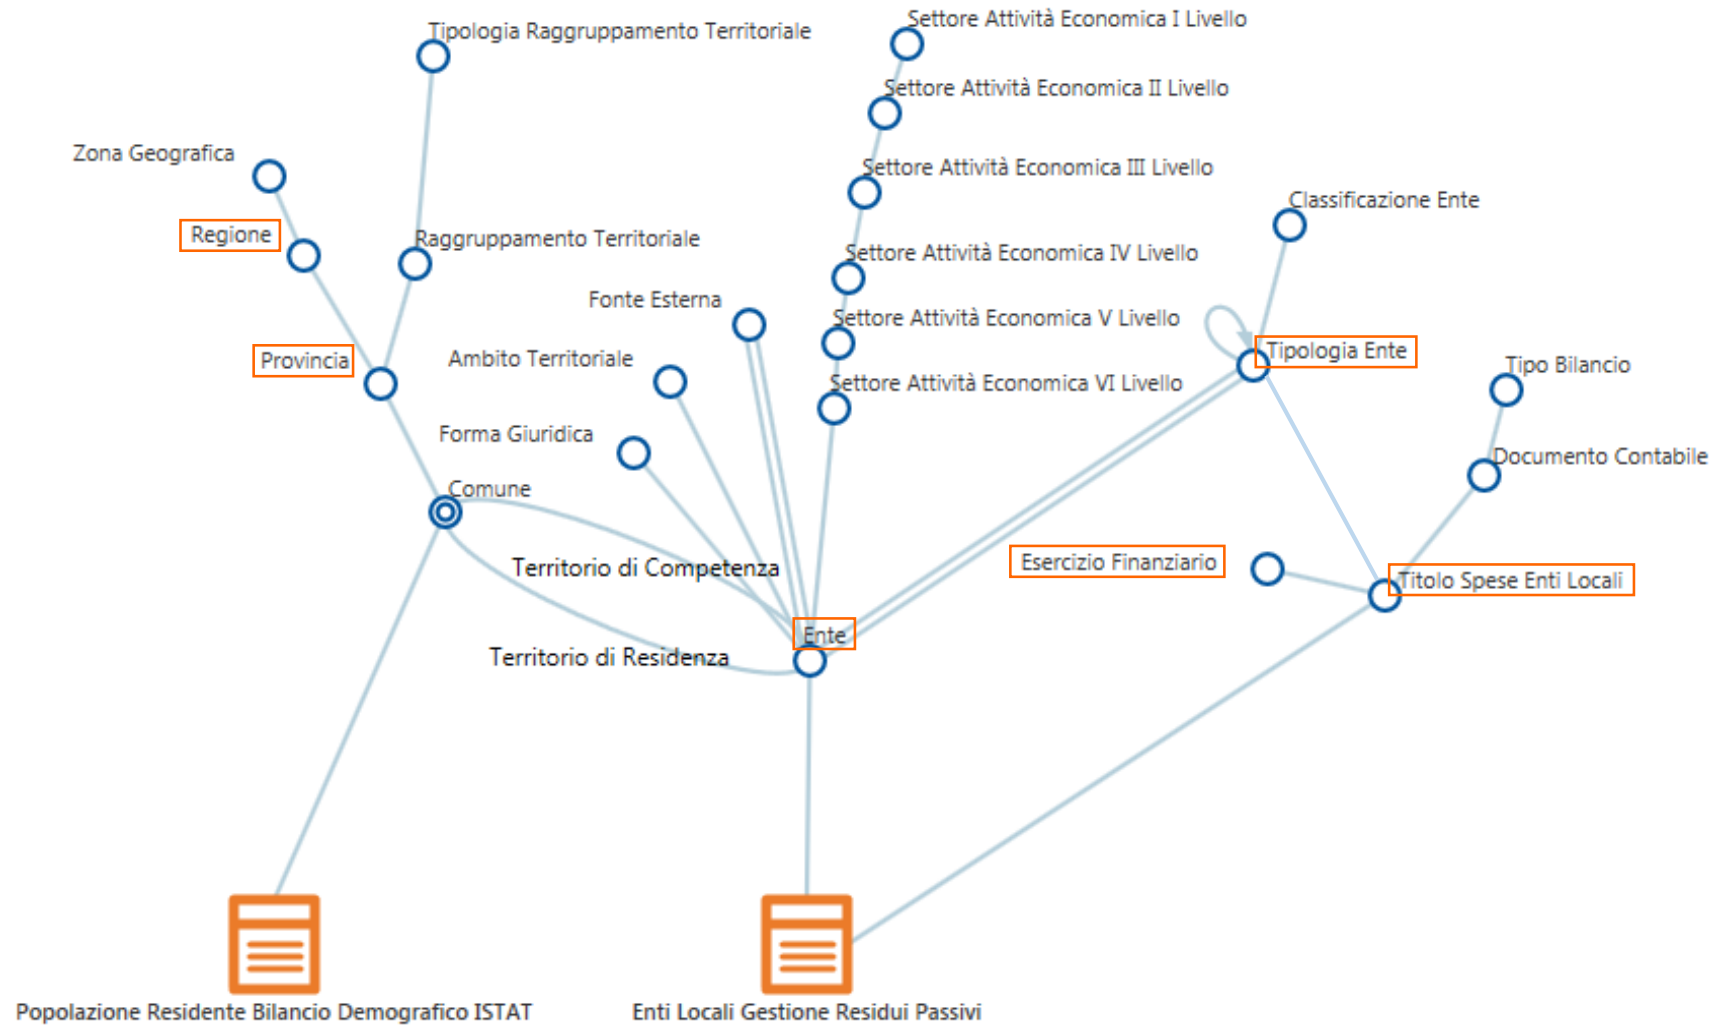 Settore Attività Economica I Livello
Tipologia Raggruppamento Territoriale
Settore Attività Economica II Livello
Zona Geografica
Settore Attività Economica III Livello
Classificazione Ente
Regione
Raggruppamento Territoriale
Settore Attività Economica IV Livello
Fonte Esterna
Settore Attività Economica V Livello
Tipologia Ente
Provincia
Ambito Territoriale
Tipo Bilancio
Settore Attività Economica VI Livello
Forma Giuridica
Documento Contabile
Comune
Esercizio Finanziario
Territorio di Competenza
Titolo Spese Enti Locali
Ente
Territorio di Residenza
Popolazione Residente Bilancio Demografico ISTAT
Enti Locali Gestione Residui Passivi